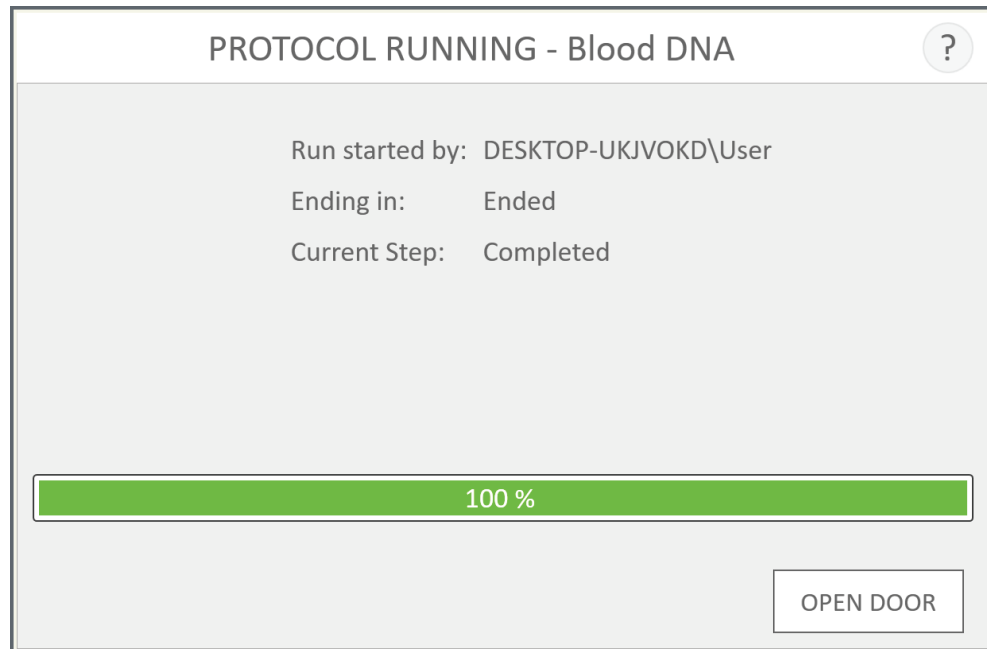 PROTOCOL RUNNING - Blood DNA
?
Run started by: DESKTOP-UKJVOKD\User
Ending in: Ended
Current Step: Completed
100 %
OPEN DOOR